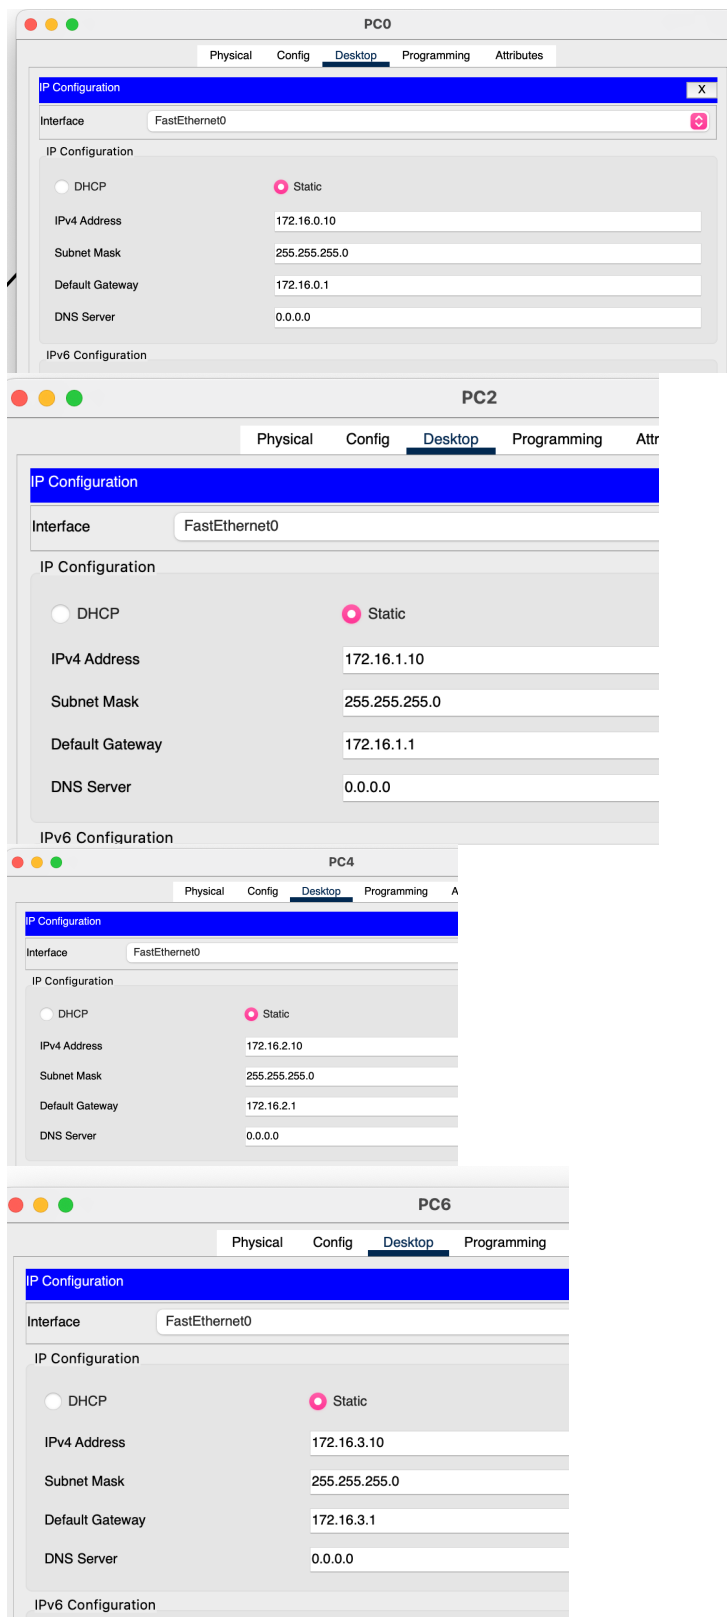 PC0
Physical Config Desktop Programming Attributes
IP Configuration X
Interface FastEthernet0
IP Configuration
DHCP Static
IPv4 Address 172.16.0.10
Subnet Mask 255.255.255.0
Default Gateway 172.16.0.1
DNS Server 0.0.0.0
IPv6 Configuration
PC2
Physical Config Desktop Programming Attr
IP Configuration
Interface FastEthernet0
IP Configuration
DHCP Static
IPv4 Address 172.16.1.10
Subnet Mask 255.255.255.0
Default Gateway 172.16.1.1
DNS Server 0.0.0.0
IPv6 Configuration
PC4
Physical Config Desktop Programming A
IP Configuration
Interface FastEthernet0
IP Configuration
DHCP Static
IPv4 Address 172.16.2.10
Subnet Mask 255.255.255.0
Default Gateway 172.16.2.1
DNS Server 0.0.0.0
PC6
Physical Config Desktop Programming
IP Configuration
Interface FastEthernet0
IP Configuration
DHCP Static
IPv4 Address 172.16.3.10
Subnet Mask 255.255.255.0
Default Gateway 172.16.3.1
DNS Server 0.0.0.0
IPv6 Configuration